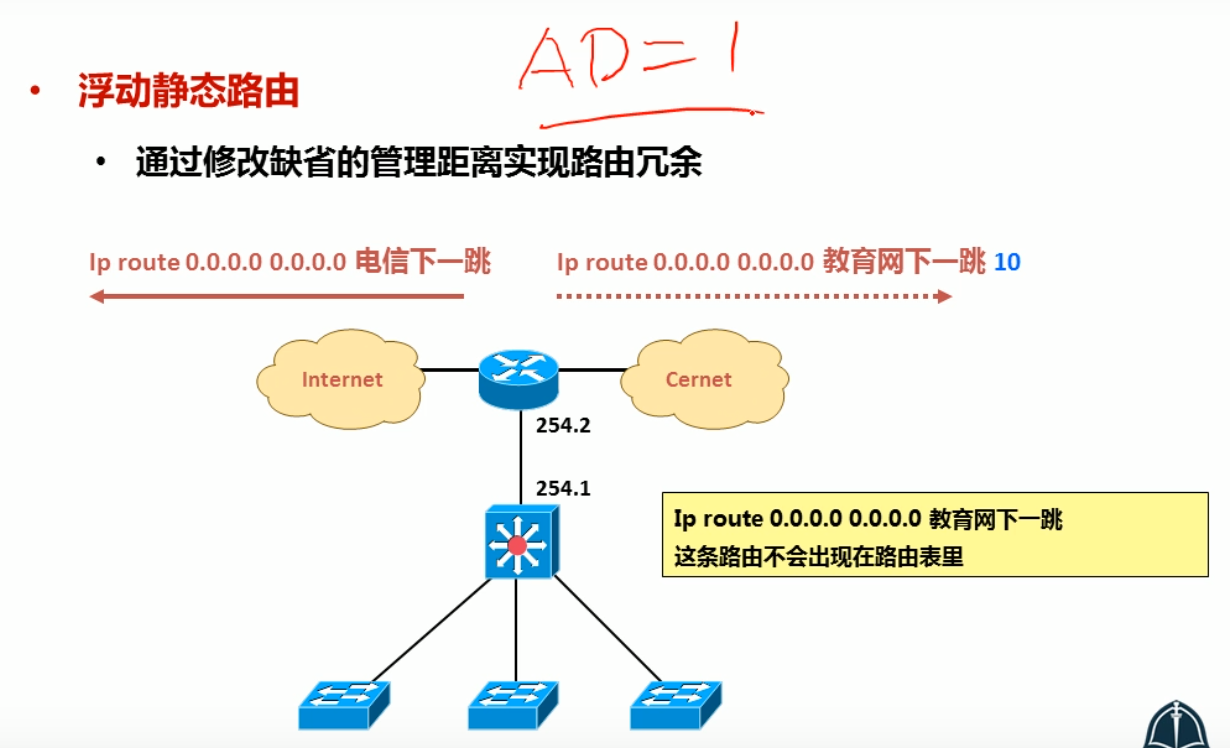 AD=1
浮动静态路由
通过修改缺省的管理距离实现路由冗余
Ip route 0.0.0.0 0.0.0.0 电信下一跳
Ip route 0.0.0.0 0.0.0.0 教育网下一跳 10
Internet
Cernet
254.2
254.1
Ip route 0.0.0.0 0.0.0.0 教育网下一跳
这条路由不会出现在路由表里